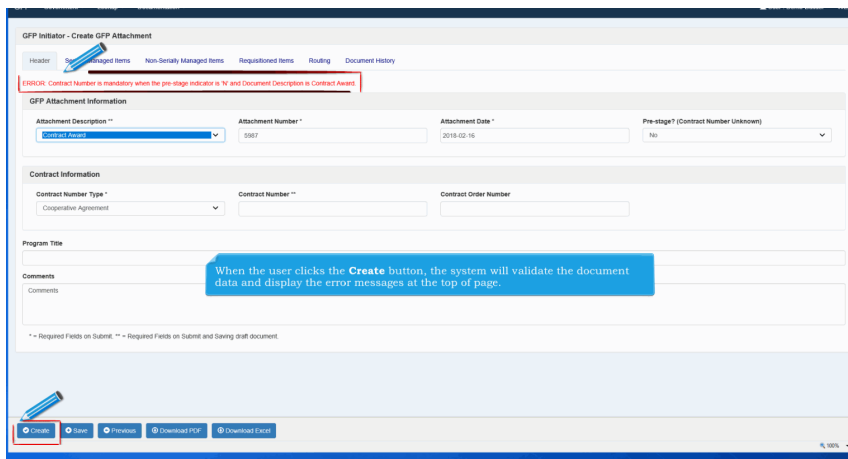 GFP Initiator - Create GFP Attachment
Header Managed Items Non-Serially Managed Items Requisitioned Items Routing Document History
ERROR: Contract Number is mandatory when the pre-stage indicator is 'N' and Document Description is Contract Award.
GFP Attachment Information
Attachment Description ** Attachment Number * Attachment Date * Pre-stage? (Contract Number Unknown)
Contract Award 5987 2018-02-16 No
Contract Information
Contract Number Type * Contract Number ** Contract Order Number
Cooperative Agreement
Program Title
When the user clicks the Create button, the system will validate the document
data and display the error messages at the top of page.
Comments
Comments
* = Required Fields on Submit. ** = Required Fields on Submit and Saving draft document.
Create Save Previous Download PDF Download Excel
100%